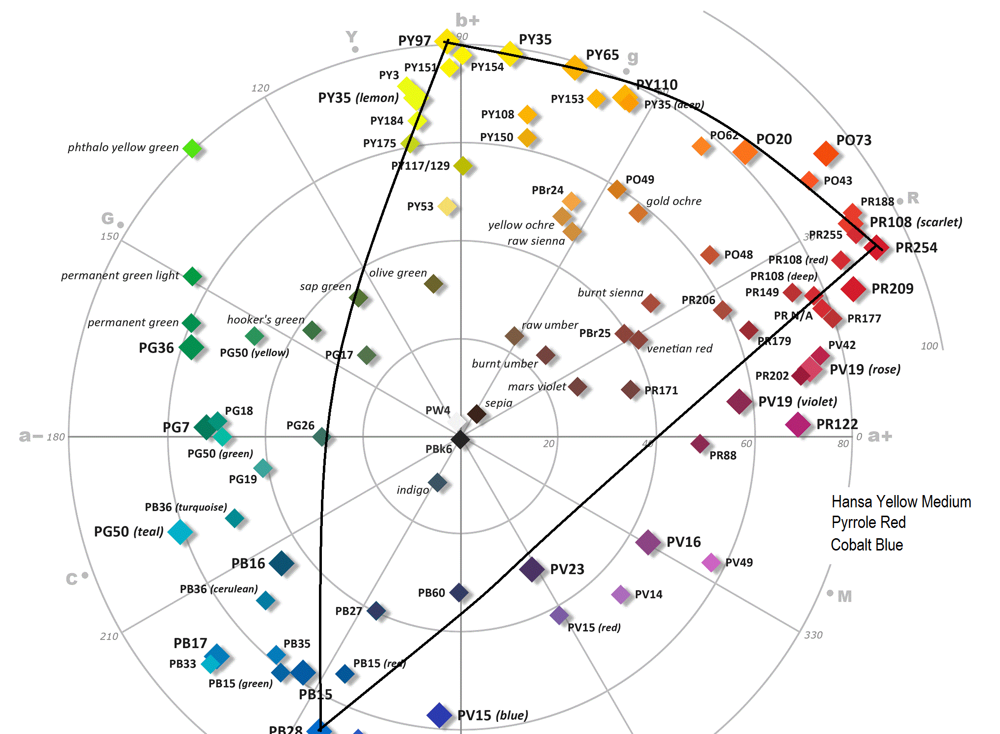 b+
90
Y
PY97
PY35
g
PY65
PY151
PY154
PY3
PY110
60
120
PY35 (lemon)
PY153
PY35 (deep)
PY108
PY184
PY150
PO62
PO20
PO73
PY175
phthalo yellow green
PY117/129
PO49
PO43
PBr24
R
PR188
PY53
gold ochre
G
yellow ochre
PR108 (scarlet)
150
raw sienna
PR255
30
PR254
PO48
PR108 (red)
permanent green light
olive green
PR108 (deep)
sap green
burnt sienna
PR149
PR206
PR209
hooker's green
PR N/A
PR177
permanent green
raw umber
PBr25
PR179
PG36
PG50 (yellow)
PG17
venetian red
PV42
100
burnt umber
PV19 (rose)
PR202
mars violet
PR171
sepia
PV19 (violet)
PW4
PG18
PG7
PG26
PR122
a-
180
20
40
60
80
0
a+
PBk6
PG50 (green)
PR88
PG19
indigo
Hansa Yellow Medium
PB36 (turquoise)
Pyrrole Red
PG50 (teal)
PV16
Cobalt Blue
PB16
PV23
PV49
C
PB36 (cerulean)
PB60
PV14
M
PB27
PV15 (red)
210
330
PB17
PB35
PB33
PB15 (red)
PB15 (green)
PB15
PV15 (blue)
PB28